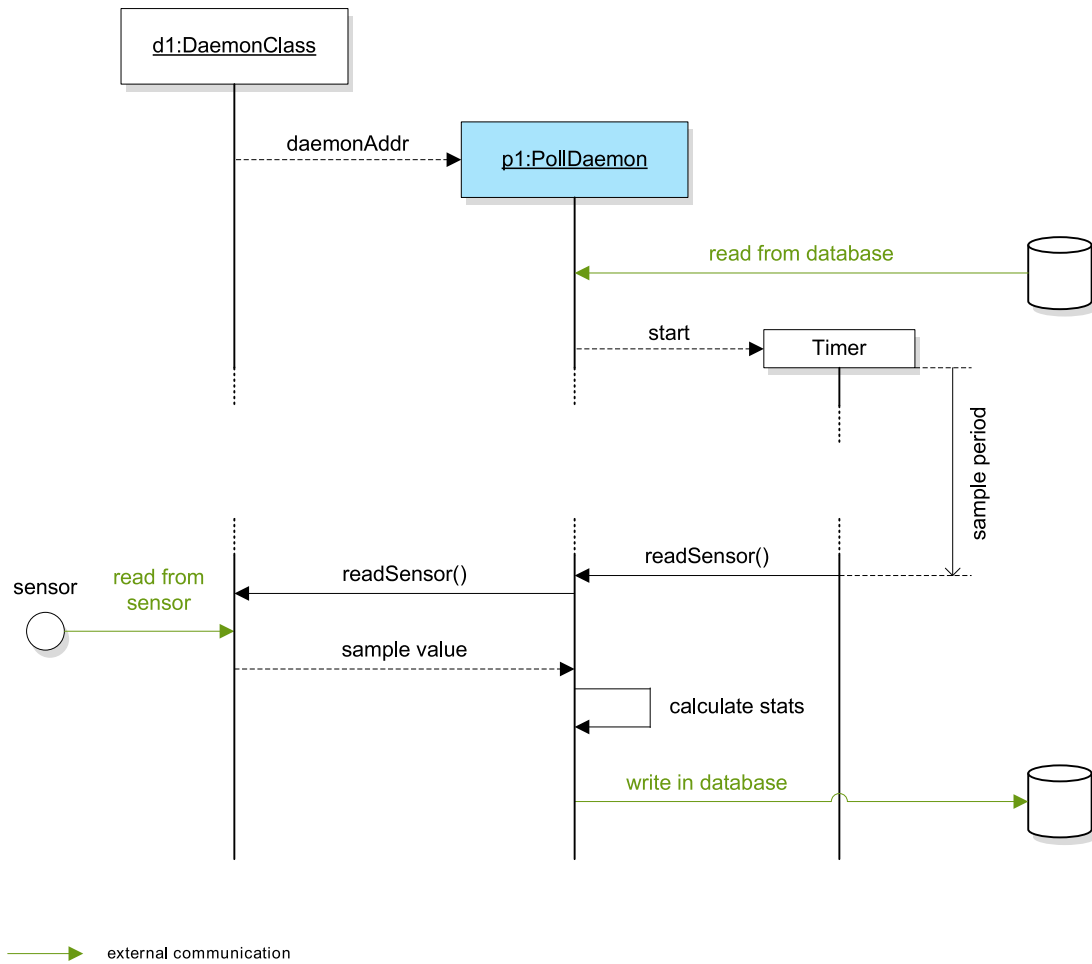 d1:DaemonClass
daemonAddr
p1:PollDaemon
read from database
start
Timer
sample period
readSensor()
readSensor()
sensor
read from
sensor
sample value
calculate stats
write in database
external communication